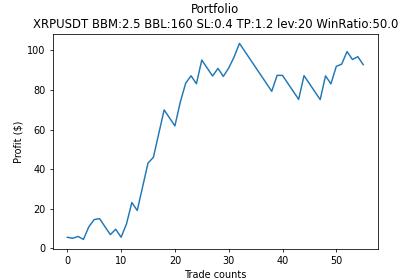 Portfolio
XRPUSDT BBM:2.5 BBL:160 SL:0.4 TP:1.2 lev:20 WinRatio:50.0
100
80
60
40
20
0
Profit ($)
0 10 20 30 40 50
Trade counts